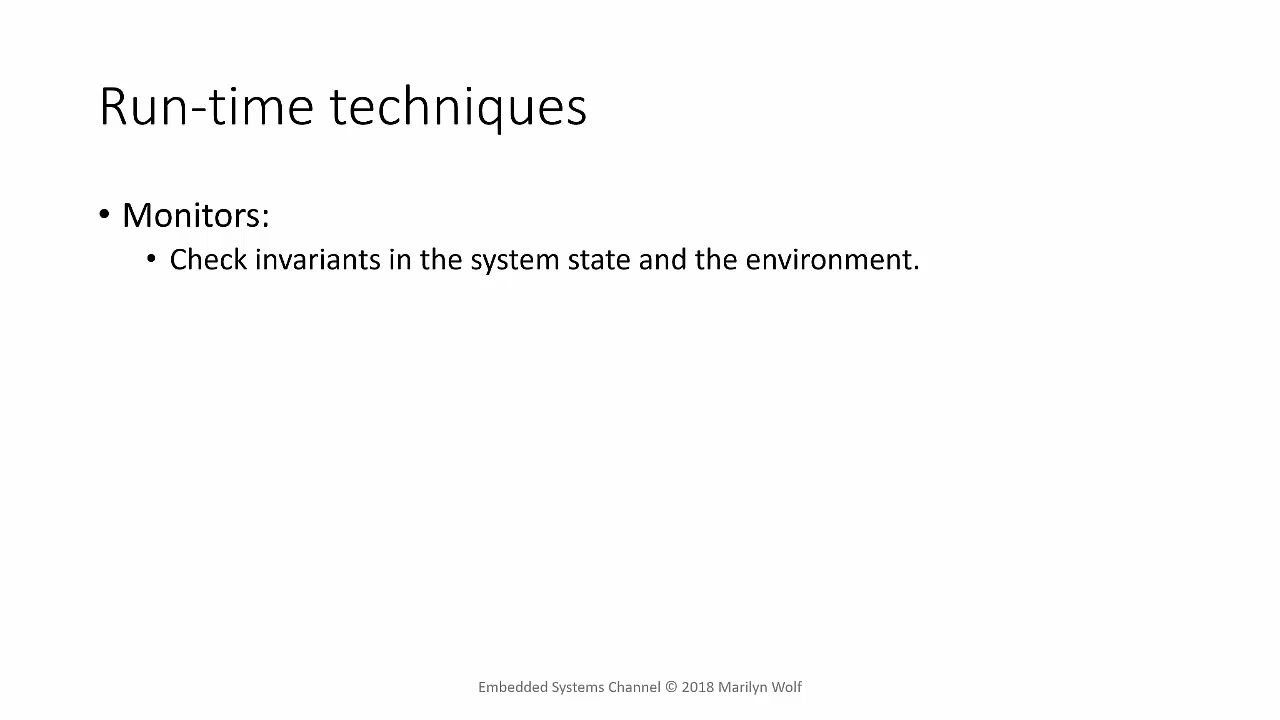 Run-time techniques
• Monitors:
• Check invariants in the system state and the environment.
Embedded Systems Channel © 2018 Marilyn Wolf